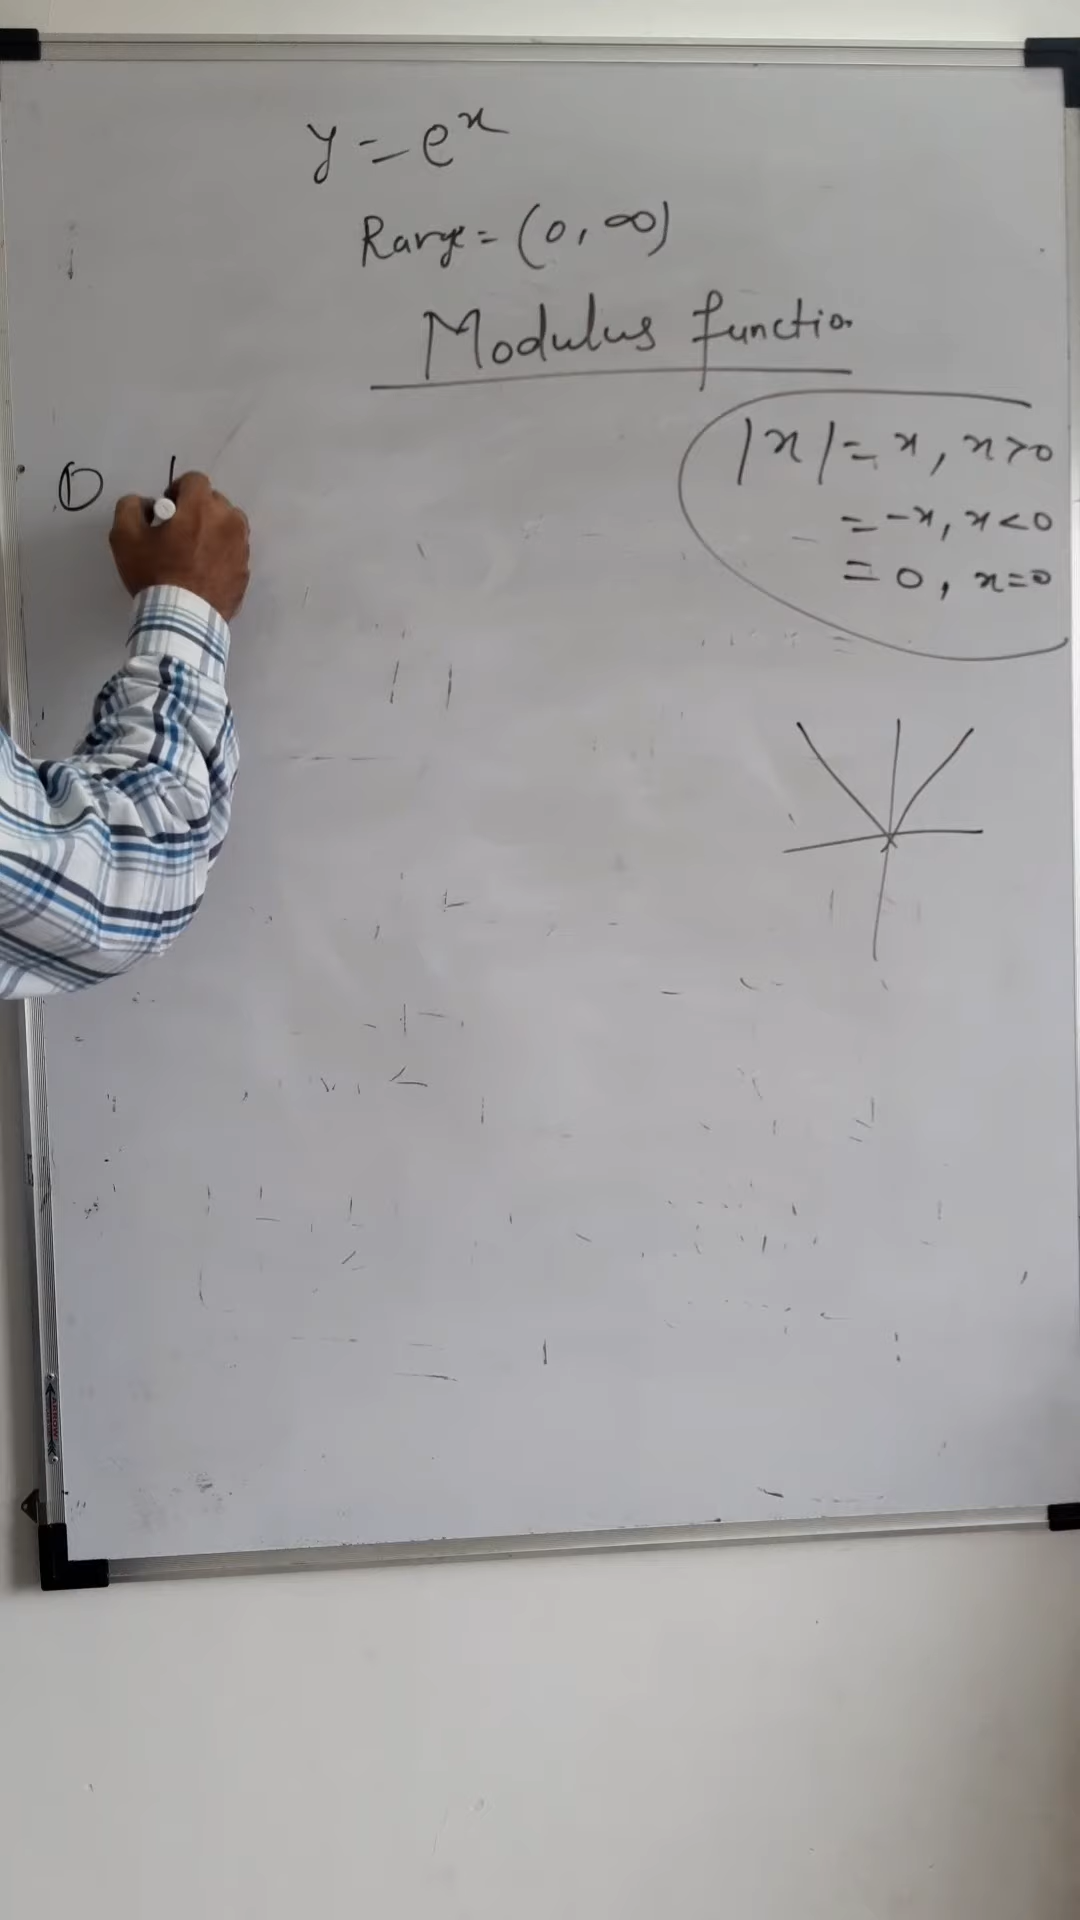 y = e^x
Range = (0, ∞)
Modulus function
|x| = x, x>0
= -x, x<0
= 0, x=0
①